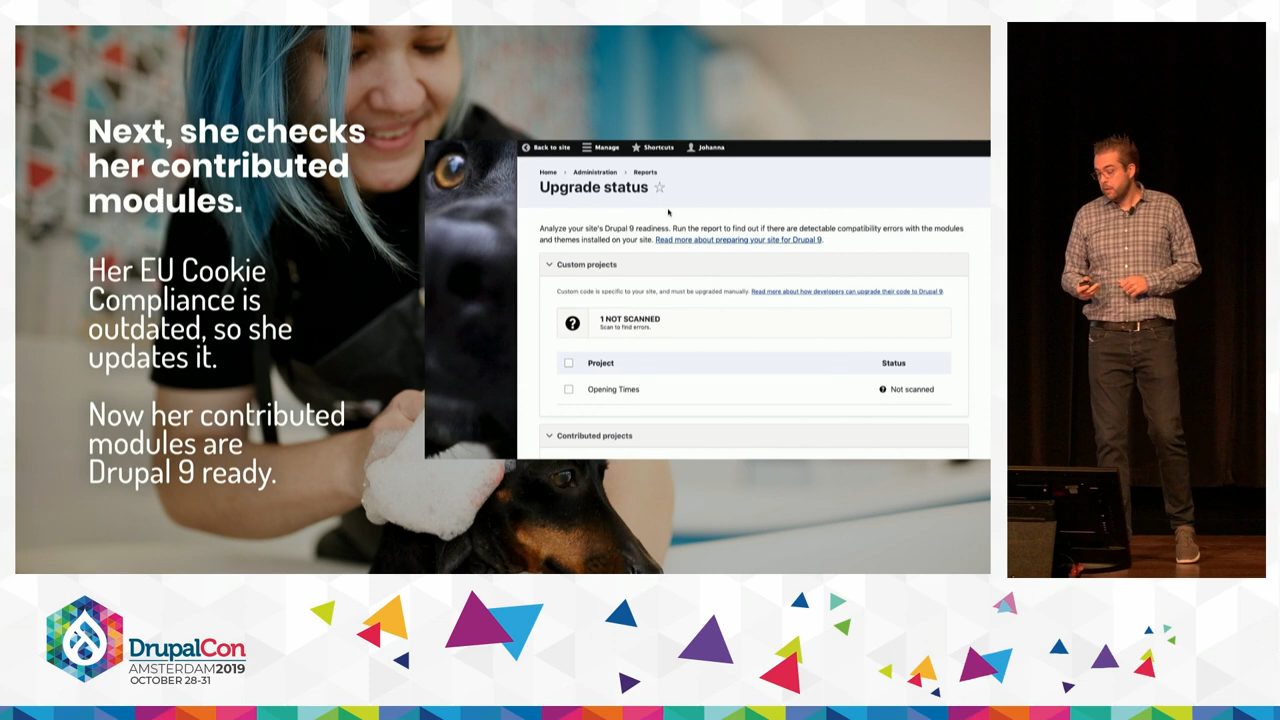 Next, she checks
her contributed
modules.
Her EU Cookie
Compliance is
outdated, so she
updates it.
Now her contributed
modules are
Drupal 9 ready.
Back to site
Manage
Shortcuts
Johanna
Home › Administration › Reports
Upgrade status
Analyze your site's Drupal 9 readiness. Run the report to find out if there are detectable compatibility errors with the modules
and themes installed on your site. Read more about preparing your site for Drupal 9.
Custom projects
Custom code is specific to your site, and must be upgraded manually. Read more about how developers can upgrade their code to Drupal 9.
1 NOT SCANNED
Scan to find errors.
Project
Status
Opening Times
Not scanned
Contributed projects
DrupalCon
AMSTERDAM2019
OCTOBER 28-31